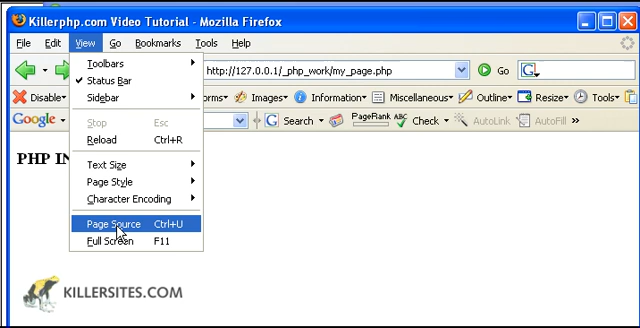 Killerphp.com Video Tutorial - Mozilla Firefox
File Edit View Go Bookmarks Tools Help
http://127.0.0.1/_php_work/my_page.php Go G
Disable Images Information Miscellaneous Outline Resize Tools
Google Search PageRank ABC Check AutoLink AutoFill »
Toolbars
Status Bar
Sidebar
Stop Esc
Reload Ctrl+R
Text Size
Page Style
Character Encoding
Page Source Ctrl+U
Full Screen F11
PHP
KILLERSITES.COM